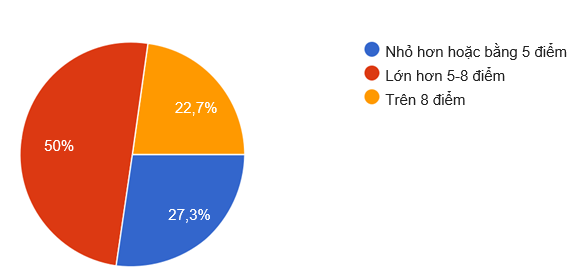 Nhỏ hơn hoặc bằng 5 điểm
Lớn hơn 5-8 điểm
Trên 8 điểm
22,7%
50%
27,3%